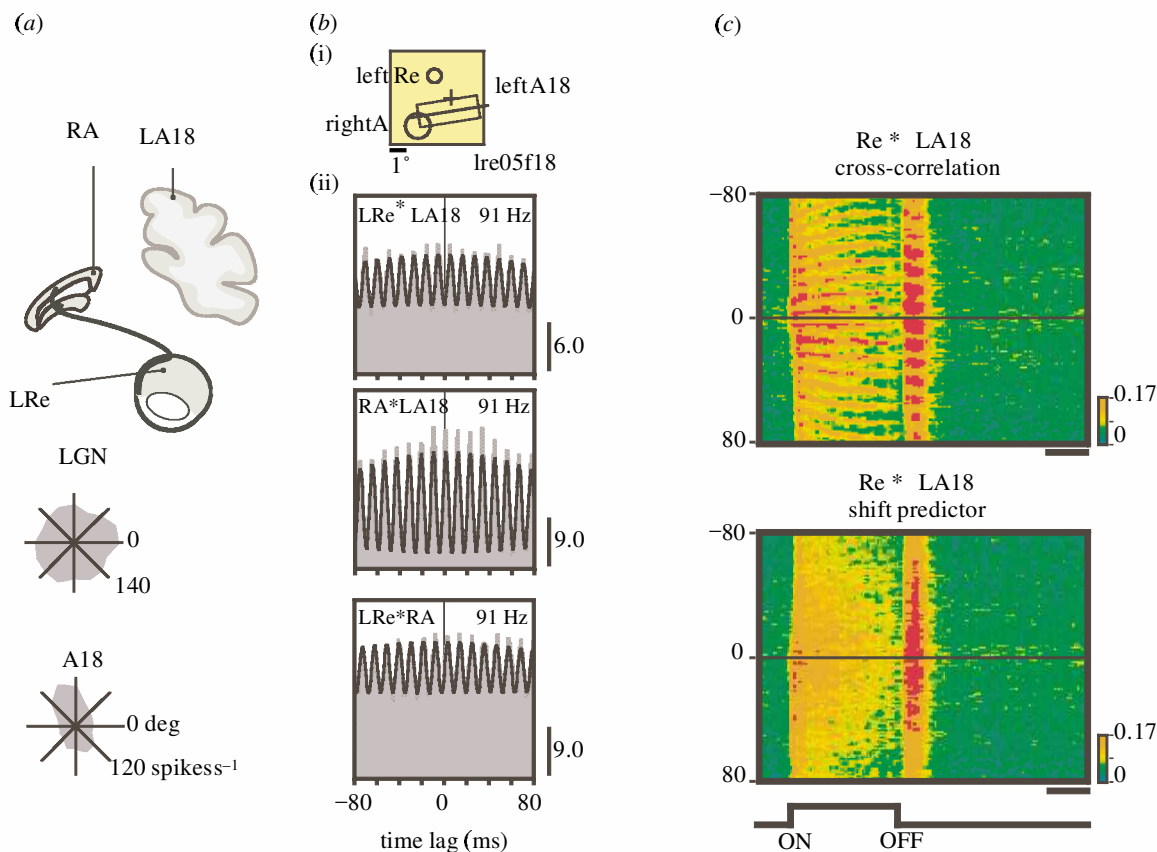 (a)
RA
LA18
LRe
LGN
0
140
A18
0 deg
120 spikess⁻¹
(b)
(i)
left Re
left A18
rightA
1°
lre05f18
(ii)
LRe* LA18 91 Hz
6.0
RA*LA18 91 Hz
9.0
LRe*RA 91 Hz
9.0
−80 0 80
time lag (ms)
(c)
Re * LA18
cross-correlation
−80
0
80
0.17
0
Re * LA18
shift predictor
−80
0
80
0.17
0
ON OFF